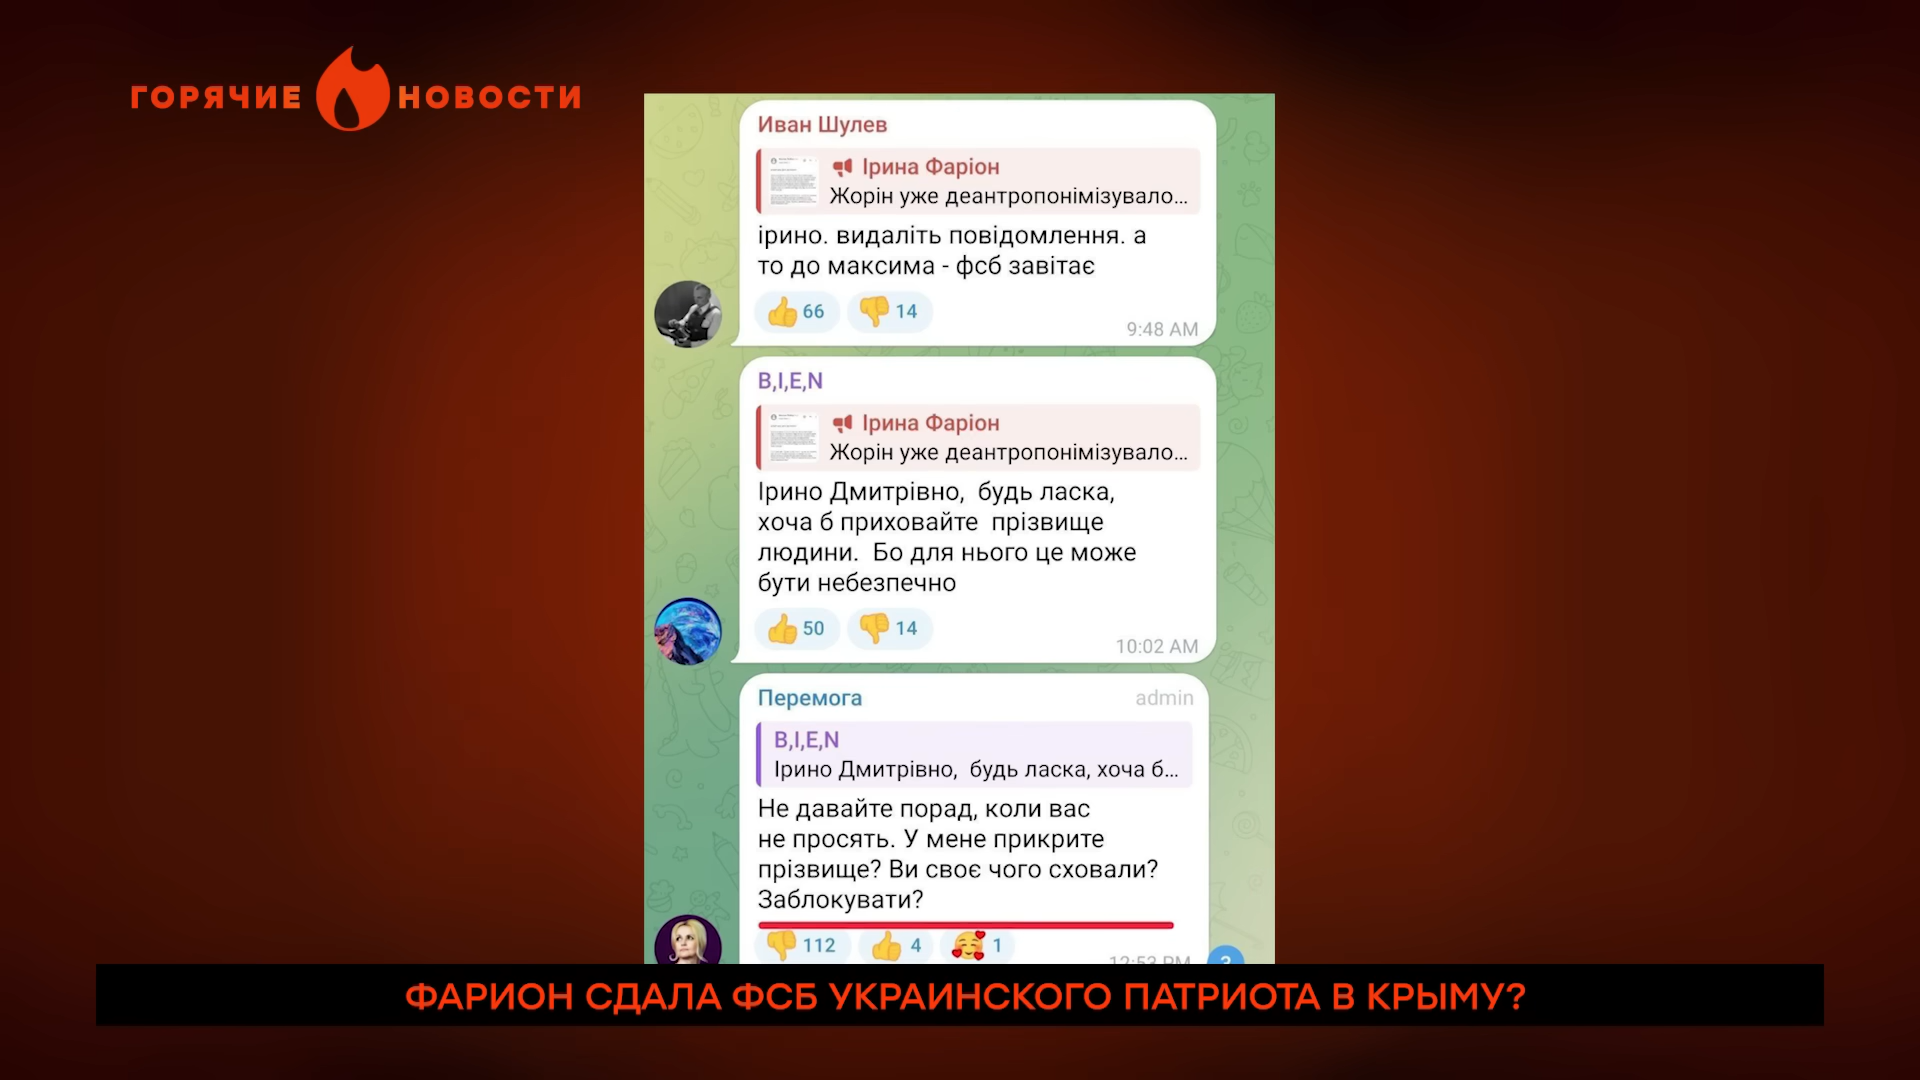 ГОРЯЧИЕ НОВОСТИ
Иван Шулев
Ірина Фаріон
Жорін уже деантропонімізувало...
ірино. видаліть повідомлення. а
то до максима - фсб завітає
66 14
9:48 AM
B,I,E,N
Ірина Фаріон
Жорін уже деантропонімізувало...
Ірино Дмитрівно, будь ласка,
хоча б приховайте прізвище
людини. Бо для нього це може
бути небезпечно
50 14
10:02 AM
Перемога admin
B,I,E,N
Ірино Дмитрівно, будь ласка, хоча б...
Не давайте порад, коли вас
не просять. У мене прикрите
прізвище? Ви своє чого сховали?
Заблокувати?
112 4 1
12:53 PM
3
ФАРИОН СДАЛА ФСБ УКРАИНСКОГО ПАТРИОТА В КРЫМУ?